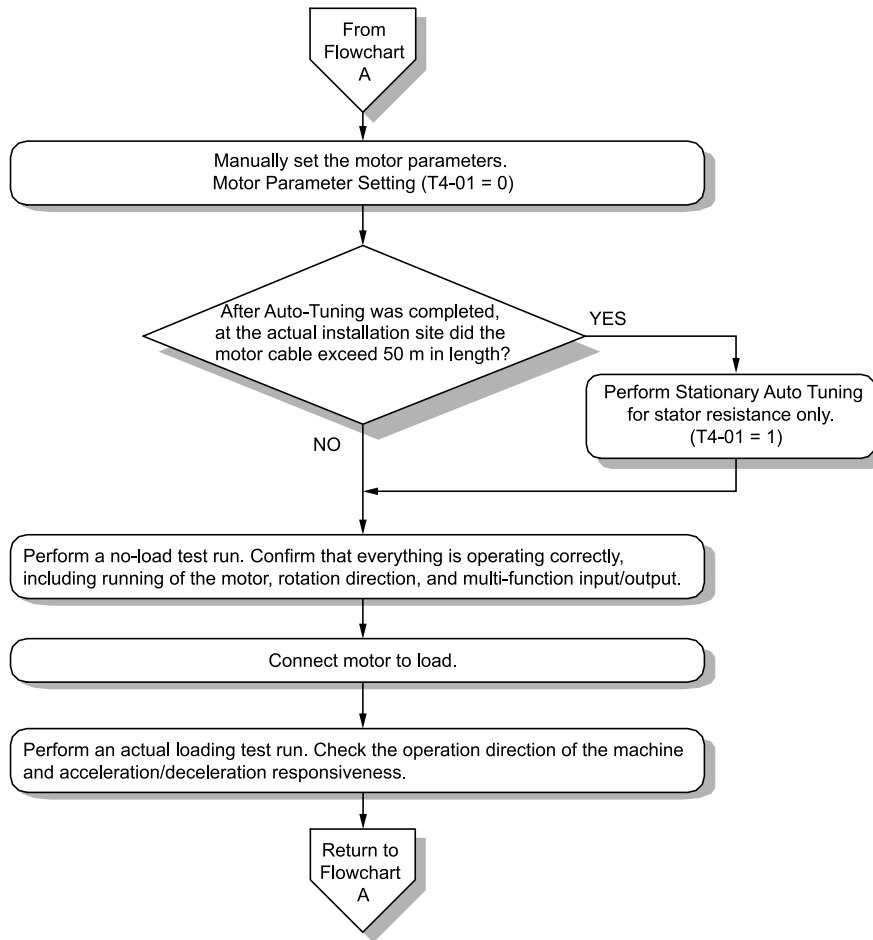 From
Flowchart
A
Manually set the motor parameters.
Motor Parameter Setting (T4-01 = 0)
After Auto-Tuning was completed,
at the actual installation site did the
motor cable exceed 50 m in length?
YES
Perform Stationary Auto Tuning
for stator resistance only.
(T4-01 = 1)
NO
Perform a no-load test run. Confirm that everything is operating correctly,
including running of the motor, rotation direction, and multi-function input/output.
Connect motor to load.
Perform an actual loading test run. Check the operation direction of the machine
and acceleration/deceleration responsiveness.
Return to
Flowchart
A